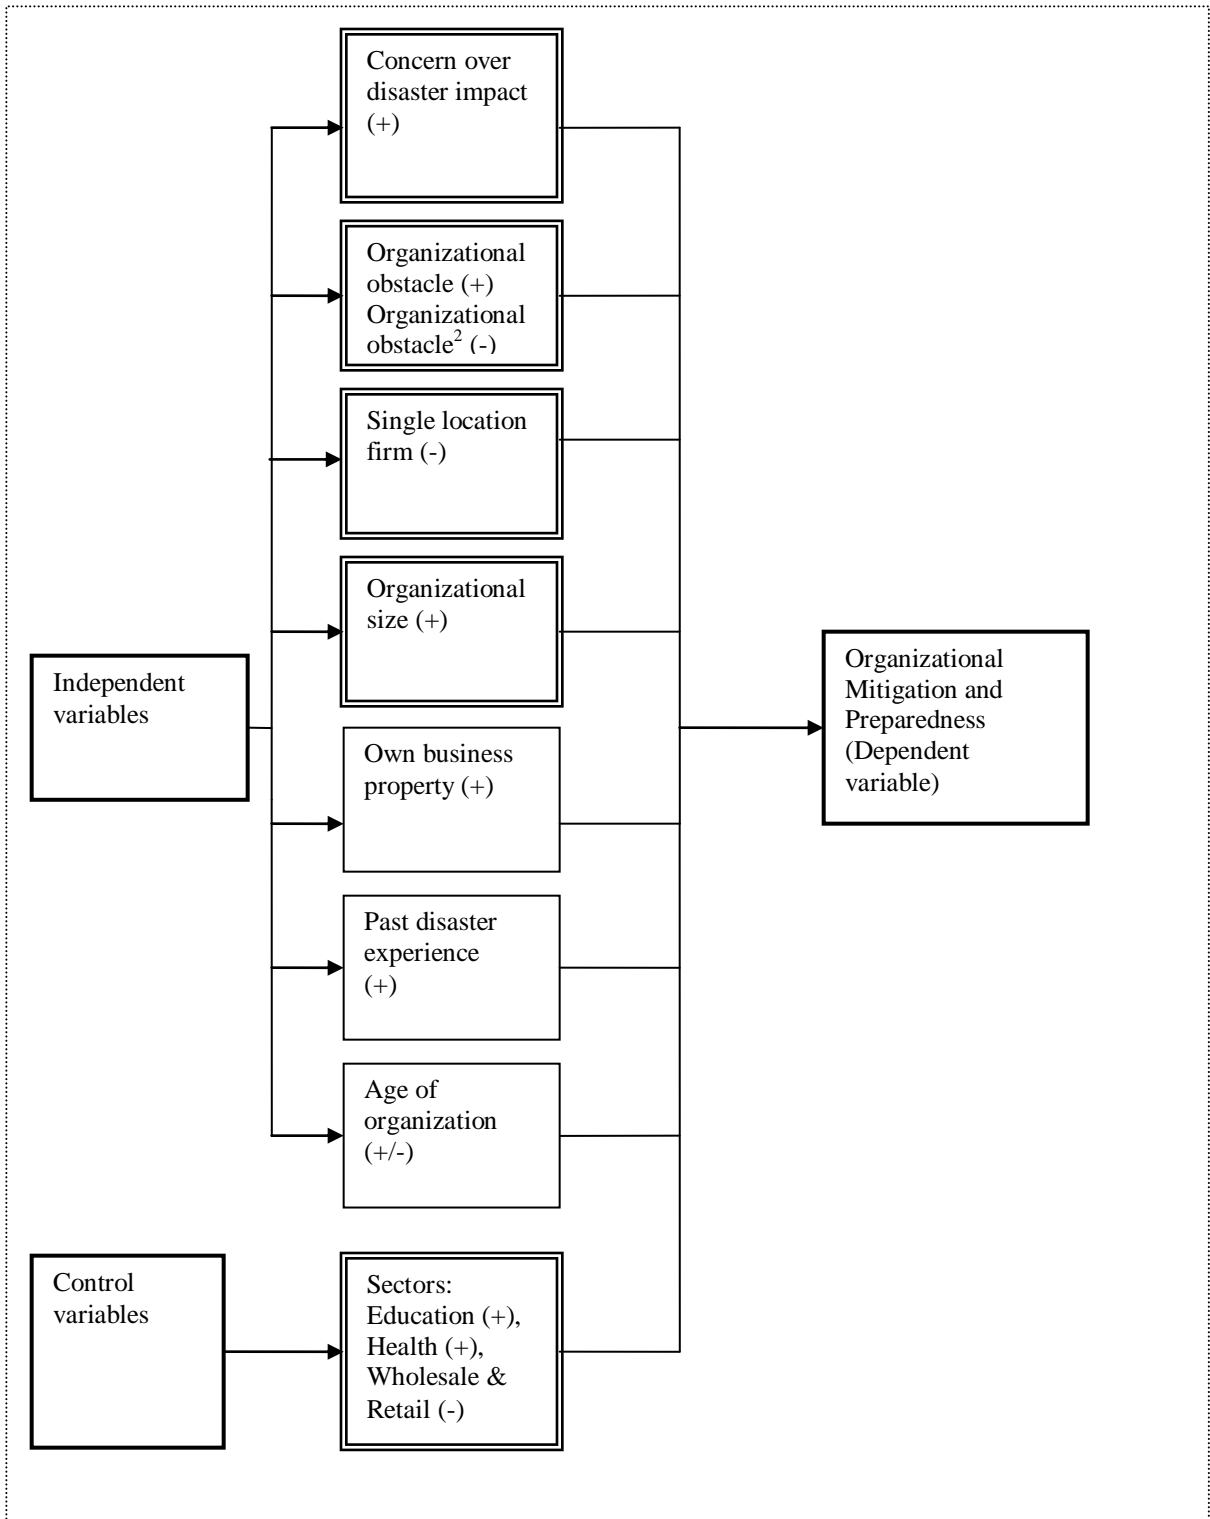 Concern over
disaster impact
(+)
Organizational
obstacle (+)
Organizational
obstacle² (-)
Single location
firm (-)
Organizational
size (+)
Independent
variables
Organizational
Mitigation and
Preparedness
(Dependent
variable)
Own business
property (+)
Past disaster
experience
(+)
Age of
organization
(+/-)
Control
variables
Sectors:
Education (+),
Health (+),
Wholesale &
Retail (-)